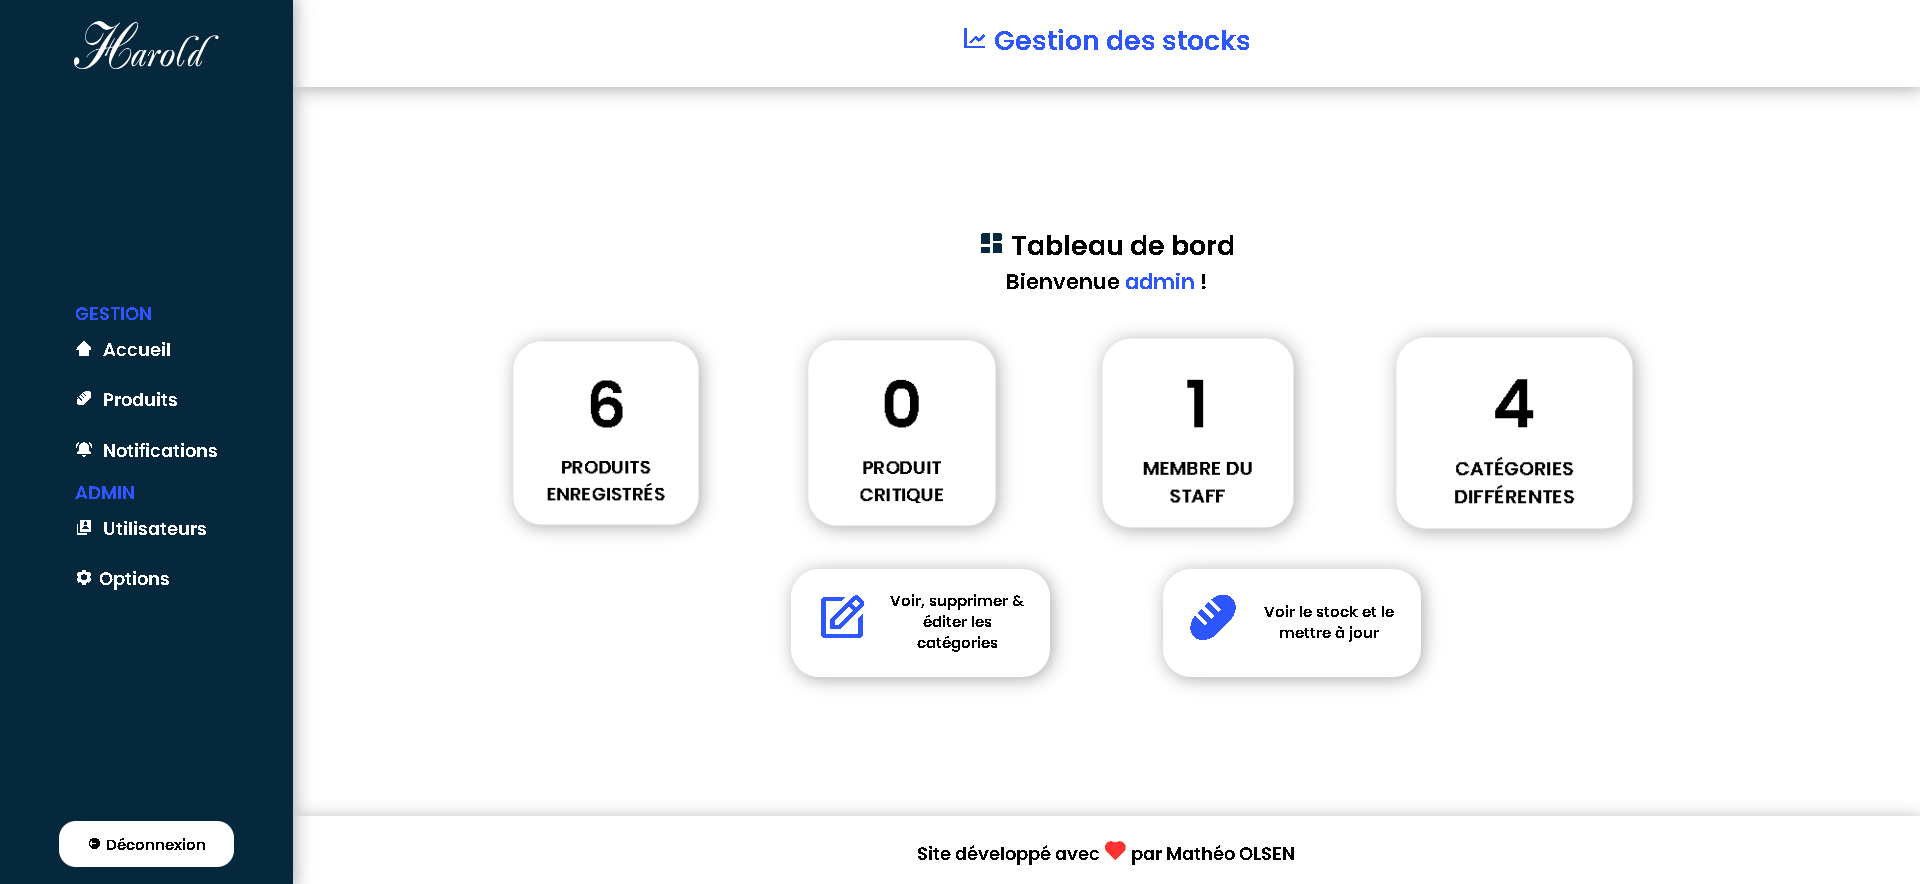 Harold
GESTION
Accueil
Produits
Notifications
ADMIN
Utilisateurs
Options
Déconnexion
Gestion des stocks
Tableau de bord
Bienvenue admin !
6
PRODUITS
ENREGISTRÉS
0
PRODUIT
CRITIQUE
1
MEMBRE DU
STAFF
4
CATÉGORIES
DIFFÉRENTES
Voir, supprimer &
éditer les
catégories
Voir le stock et le
mettre à jour
Site développé avec par Mathéo OLSEN